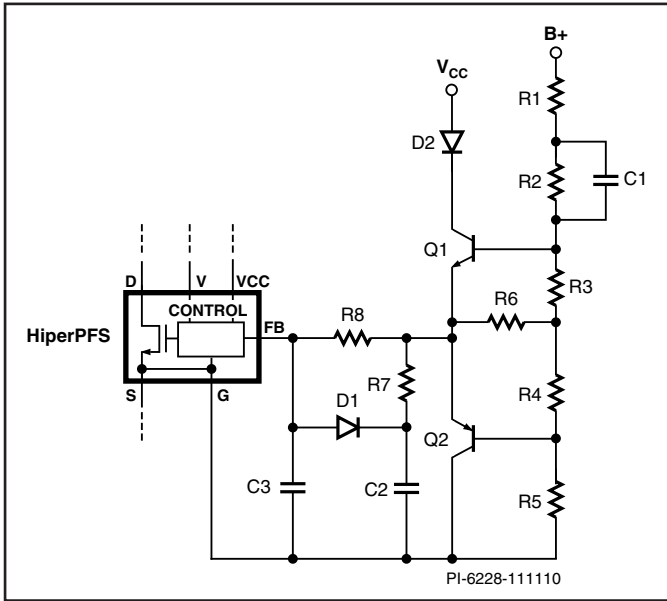 B+
V_CC
R1
D2
R2
C1
Q1
R3
D
V
VCC
CONTROL
FB
R8
R6
HiperPFS
R7
R4
S
G
D1
Q2
C3
C2
R5
PI-6228-111110